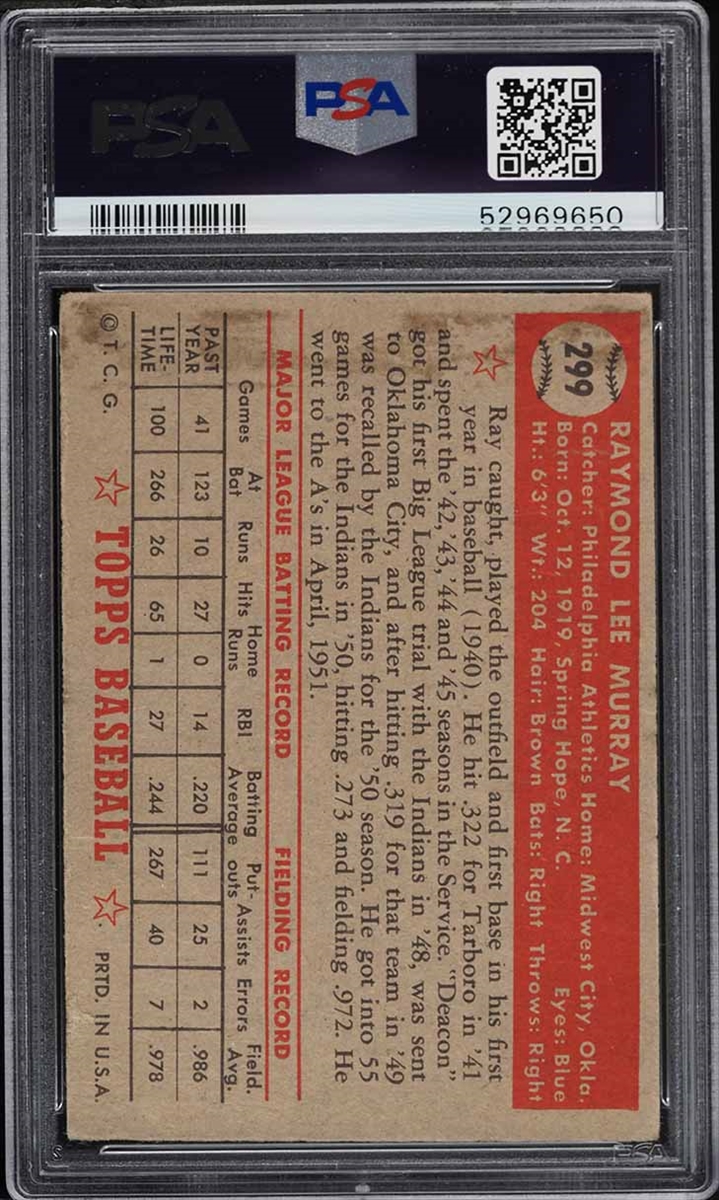 PSA
PSA
52969650
299
RAYMOND LEE MURRAY
Catcher: Philadelphia Athletics Home: Midwest City, Okla.
Born: Oct. 12, 1919, Spring Hope, N. C. Eyes: Blue
Ht.: 6'3" Wt.: 204 Hair: Brown Bats: Right Throws: Right
Ray caught, played the outfield and first base in his first
year in baseball (1940). He hit .322 for Tarboro in '41
and spent the '42, '43, '44 and '45 seasons in the Service. "Deacon"
got his first Big League trial with the Indians in '48, was sent
to Oklahoma City, and after hitting .319 for that team in '49
was recalled by the Indians for the '50 season. He got into 55
games for the Indians in '50, hitting .273 and fielding .972. He
went to the A's in April, 1951.
MAJOR LEAGUE BATTING RECORD FIELDING RECORD
Games At Bat Runs Hits Home Runs RBI Batting Average Put-outs Assists Errors Field. Avg.
PAST YEAR 41 123 10 27 0 14 .220 111 25 2 .986
LIFE-TIME 100 266 26 65 1 27 .244 267 40 7 .978
© T. C. G. TOPPS BASEBALL PRTD. IN U.S.A.
PSA